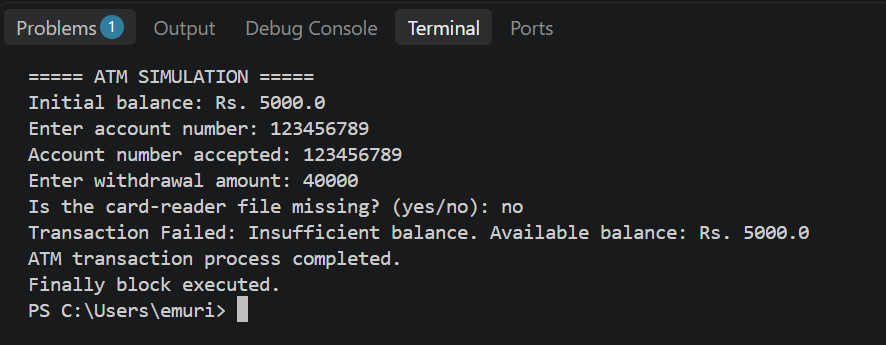 Problems 1 Output Debug Console Terminal Ports
===== ATM SIMULATION =====
Initial balance: Rs. 5000.0
Enter account number: 123456789
Account number accepted: 123456789
Enter withdrawal amount: 40000
Is the card-reader file missing? (yes/no): no
Transaction Failed: Insufficient balance. Available balance: Rs. 5000.0
ATM transaction process completed.
Finally block executed.
PS C:\Users\emuri>